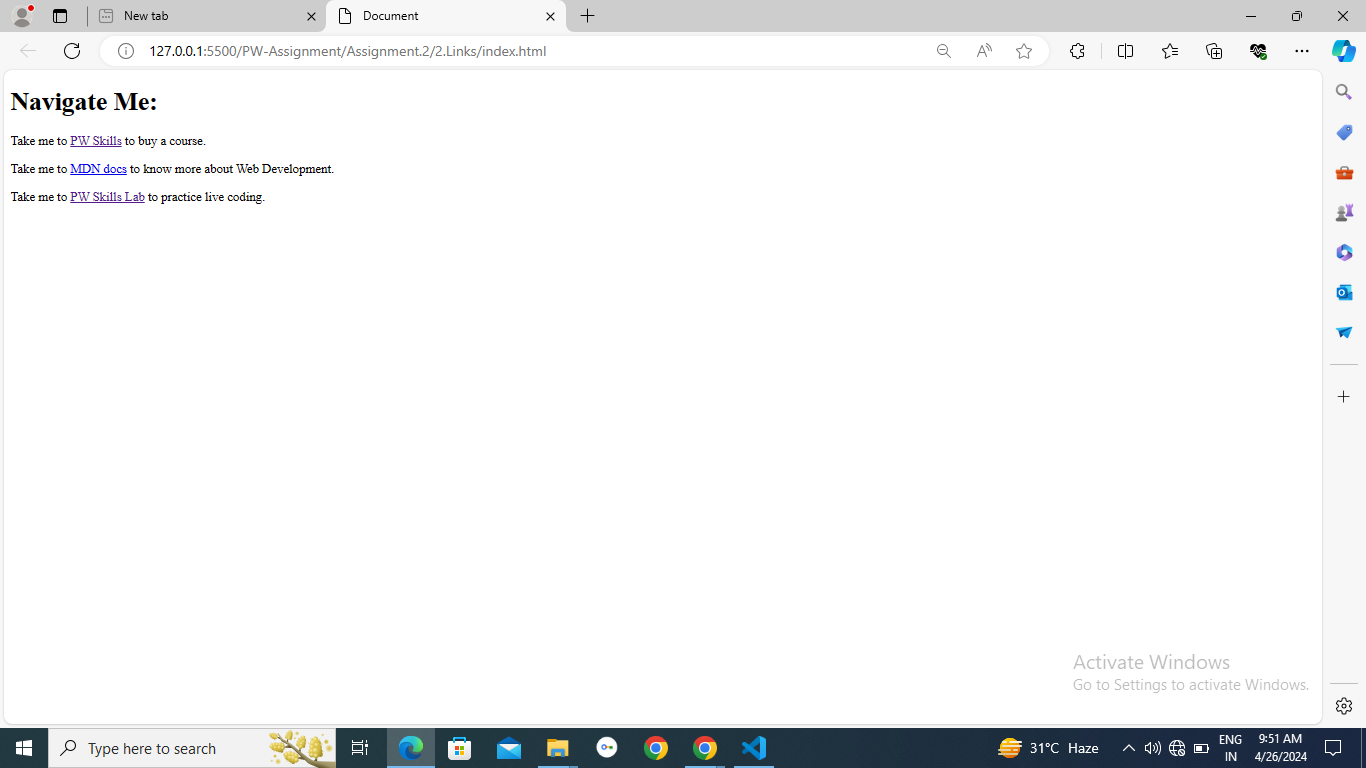 New tab
Document
127.0.0.1:5500/PW-Assignment/Assignment.2/2.Links/index.html
Navigate Me:
Take me to PW Skills to buy a course.
Take me to MDN docs to know more about Web Development.
Take me to PW Skills Lab to practice live coding.
Activate Windows
Go to Settings to activate Windows.
Type here to search
31°C Haze
ENG
IN
9:51 AM
4/26/2024